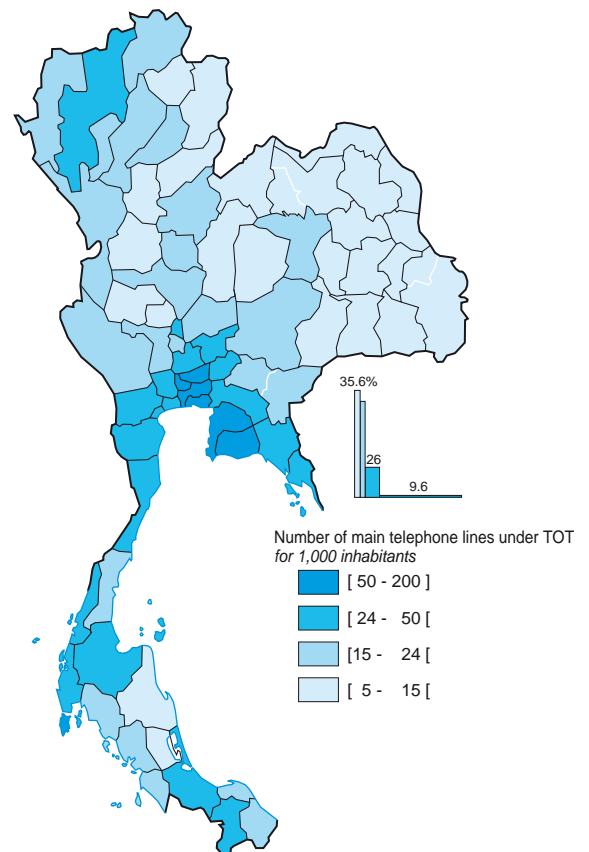 35.6%
26
9.6
Number of main telephone lines under TOT
for 1,000 inhabitants
[ 50 - 200 ]
[ 24 - 50 [
[15 - 24 [
[ 5 - 15 [